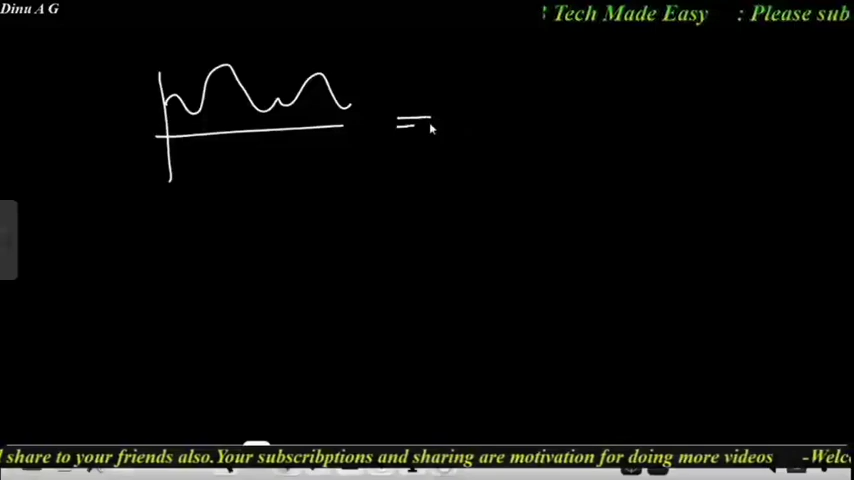 Dinu A G
Tech Made Easy : Please sub
share to your friends also.Your subscribptions and sharing are motivation for doing more videos -Welc
=